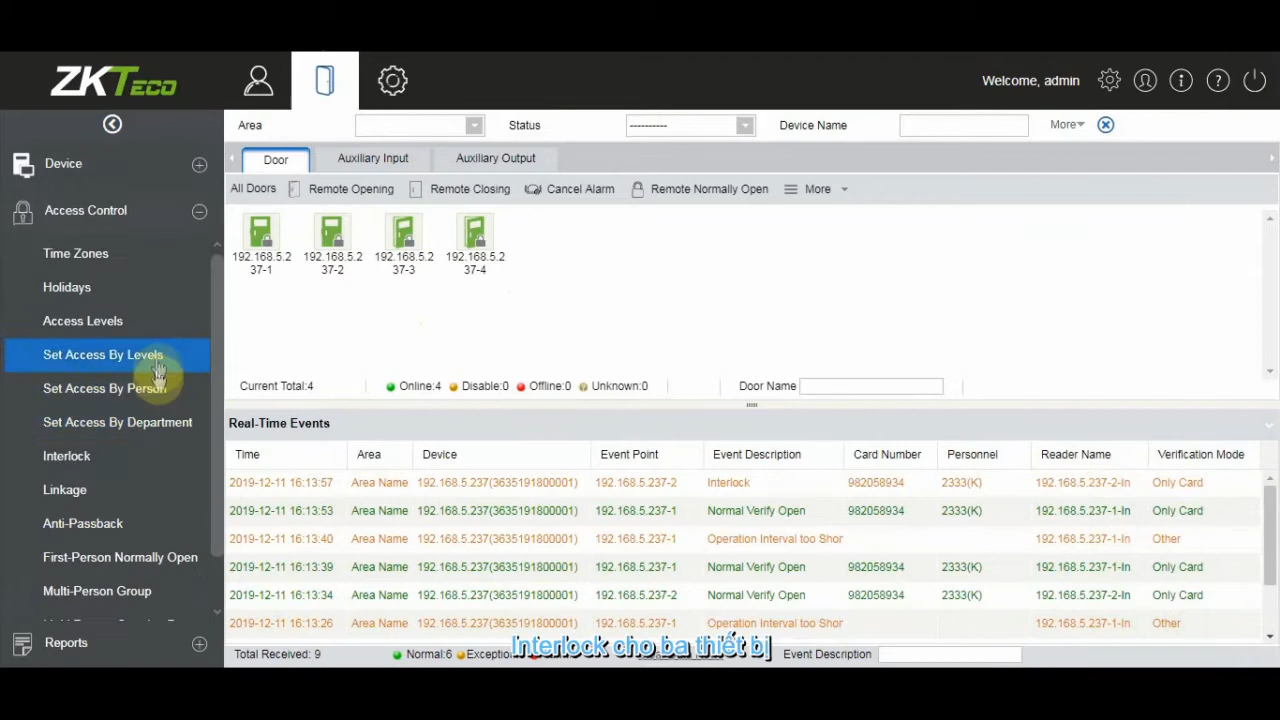 ZKTeco
Welcome, admin
Area
Status
----------
Device Name
More
Device
Access Control
Time Zones
Holidays
Access Levels
Set Access By Levels
Set Access By Person
Set Access By Department
Interlock
Linkage
Anti-Passback
First-Person Normally Open
Multi-Person Group
Reports
Door
Auxiliary Input
Auxiliary Output
All Doors
Remote Opening
Remote Closing
Cancel Alarm
Remote Normally Open
More
192.168.5.2
37-1
192.168.5.2
37-2
192.168.5.2
37-3
192.168.5.2
37-4
Current Total:4
Online:4
Disable:0
Offline:0
Unknown:0
Door Name
Real-Time Events
Time Area Device Event Point Event Description Card Number Personnel Reader Name Verification Mode
2019-12-11 16:13:57 Area Name 192.168.5.237(3635191800001) 192.168.5.237-2 Interlock 982058934 2333(K) 192.168.5.237-2-In Only Card
2019-12-11 16:13:53 Area Name 192.168.5.237(3635191800001) 192.168.5.237-1 Normal Verify Open 982058934 2333(K) 192.168.5.237-1-In Only Card
2019-12-11 16:13:40 Area Name 192.168.5.237(3635191800001) 192.168.5.237-1 Operation Interval too Shor 982058934 2333(K) 192.168.5.237-1-In Other
2019-12-11 16:13:39 Area Name 192.168.5.237(3635191800001) 192.168.5.237-1 Normal Verify Open 982058934 2333(K) 192.168.5.237-1-In Only Card
2019-12-11 16:13:34 Area Name 192.168.5.237(3635191800001) 192.168.5.237-2 Normal Verify Open 982058934 2333(K) 192.168.5.237-2-In Only Card
2019-12-11 16:13:26 Area Name 192.168.5.237(3635191800001) 192.168.5.237-1 Operation Interval too Shor 982058934 2333(K) 192.168.5.237-1-In Other
Total Received: 9
Normal:6
Interlock cho ba thiết bị
Event Description